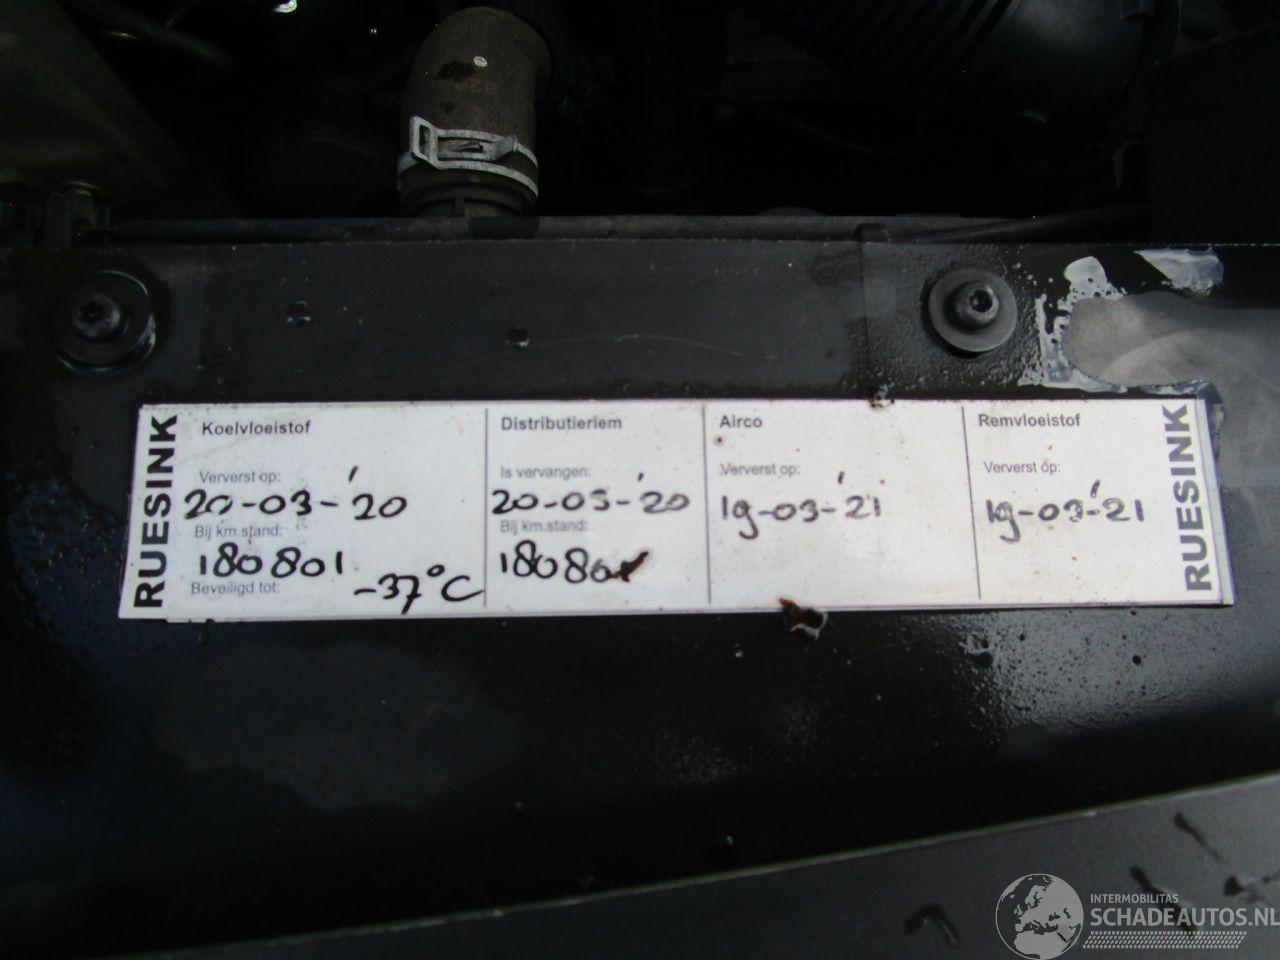 RUESINK
Koelvloeistof
Ververst op:
20-03-'20
Bij km.stand:
180801
Beveiligd tot:
-37°C
Distributieriem
Is vervangen:
20-03-'20
Bij km.stand:
180801
Airco
Ververst op:
19-03-'21
Remvloeistof
Ververst op:
19-03-'21
RUESINK
INTERMOBILITAS
SCHADEAUTOS.NL